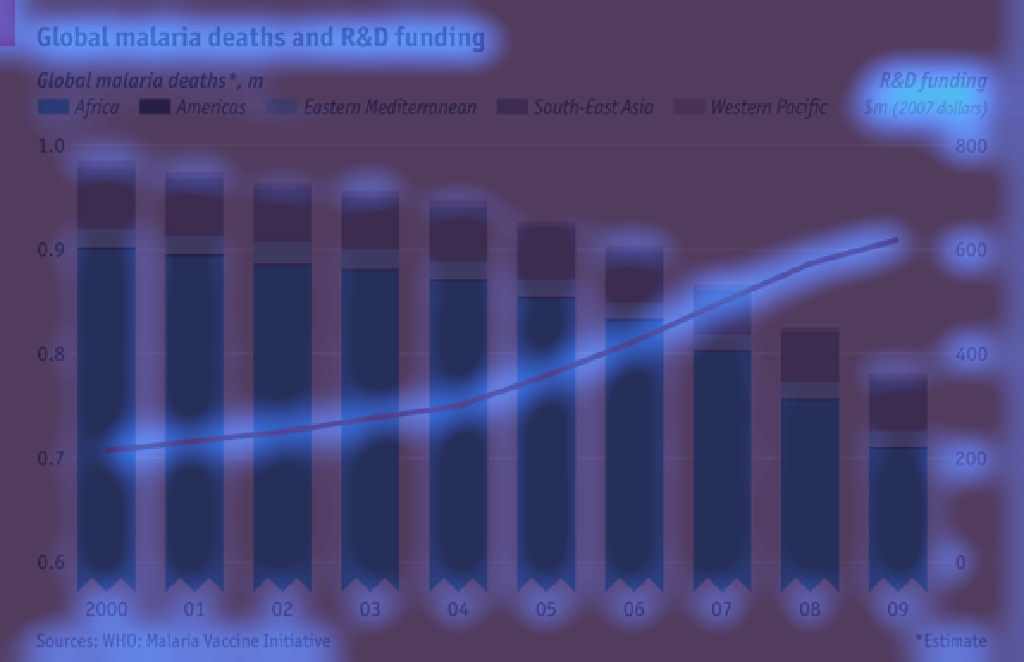 Global malaria deaths and R&D funding
Global malaria deaths*, m
R&D funding
Africa Americas Eastern Mediterranean South-East Asia Western Pacific $m (2007 dollars)
1.0 800
0.9 600
0.8 400
0.7 200
0.6 0
2000 01 02 03 04 05 06 07 08 09
Sources: WHO; Malaria Vaccine Initiative *Estimate